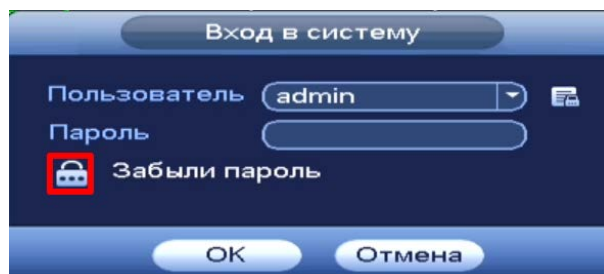 Вход в систему
Пользователь admin
Пароль
Забыли пароль
OK Отмена